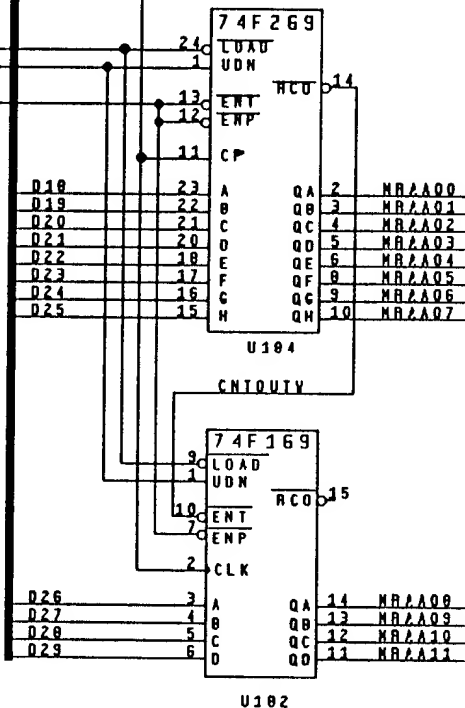 74F269
24 LOAD
1 UDN
RCO 14
13 ENT
12 ENP
11 CP
D18 23 A QA 2 MRAA00
D19 22 B QB 3 MRAA01
D20 21 C QC 4 MRAA02
D21 20 D QD 5 MRAA03
D22 18 E QE 6 MRAA04
D23 17 F QF 8 MRAA05
D24 16 G QG 9 MRAA06
D25 15 H QH 10 MRAA07
U104
CNTOUTV
74F169
9 LOAD
1 UDN
RCO 15
10 ENT
7 ENP
2 CLK
D26 3 A QA 14 MRAA08
D27 4 B QB 13 MRAA09
D28 5 C QC 12 MRAA10
D29 6 D QD 11 MRAA11
U102